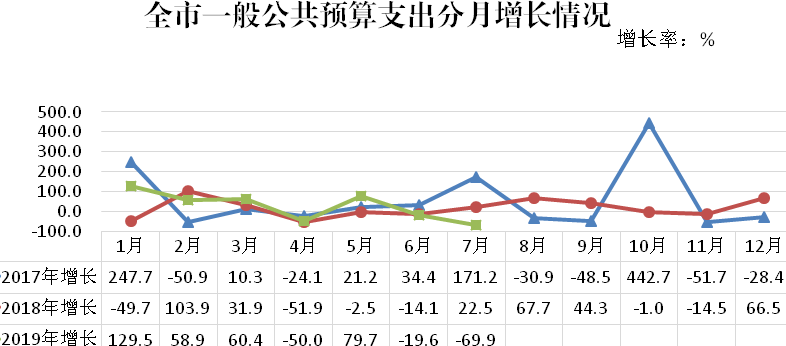 全市一般公共预算支出分月增长情况
增长率：%
500.0
400.0
300.0
200.0
100.0
0.0
-100.0
1月 2月 3月 4月 5月 6月 7月 8月 9月 10月 11月 12月
2017年增长 247.7 -50.9 10.3 -24.1 21.2 34.4 171.2 -30.9 -48.5 442.7 -51.7 -28.4
2018年增长 -49.7 103.9 31.9 -51.9 -2.5 -14.1 22.5 67.7 44.3 -1.0 -14.5 66.5
2019年增长 129.5 58.9 60.4 -50.0 79.7 -19.6 -69.9